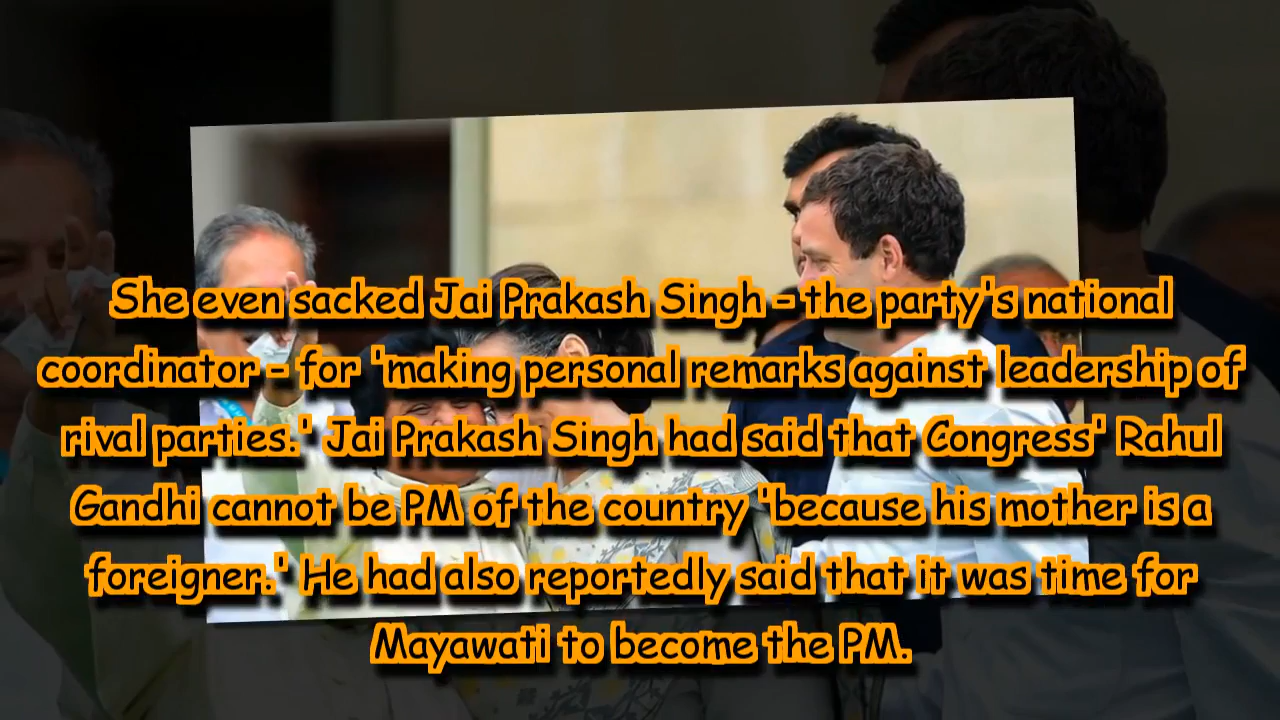 She even sacked Jai Prakash Singh – the party's national
coordinator – for 'making personal remarks against leadership of
rival parties.' Jai Prakash Singh had said that Congress' Rahul
Gandhi cannot be PM of the country 'because his mother is a
foreigner.' He had also reportedly said that it was time for
Mayawati to become the PM.